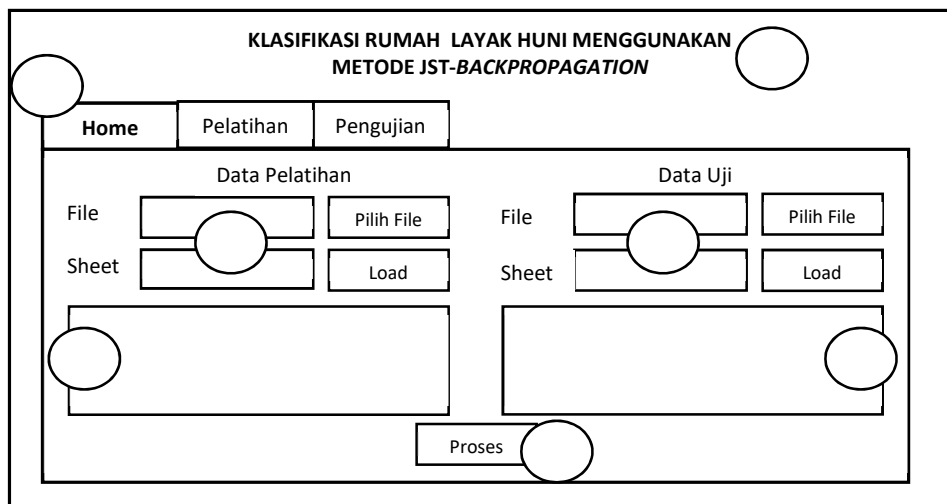 KLASIFIKASI RUMAH LAYAK HUNI MENGGUNAKAN
METODE JST-BACKPROPAGATION
Home Pelatihan Pengujian
Data Pelatihan Data Uji
File Pilih File File Pilih File
Sheet Load Sheet Load
Proses